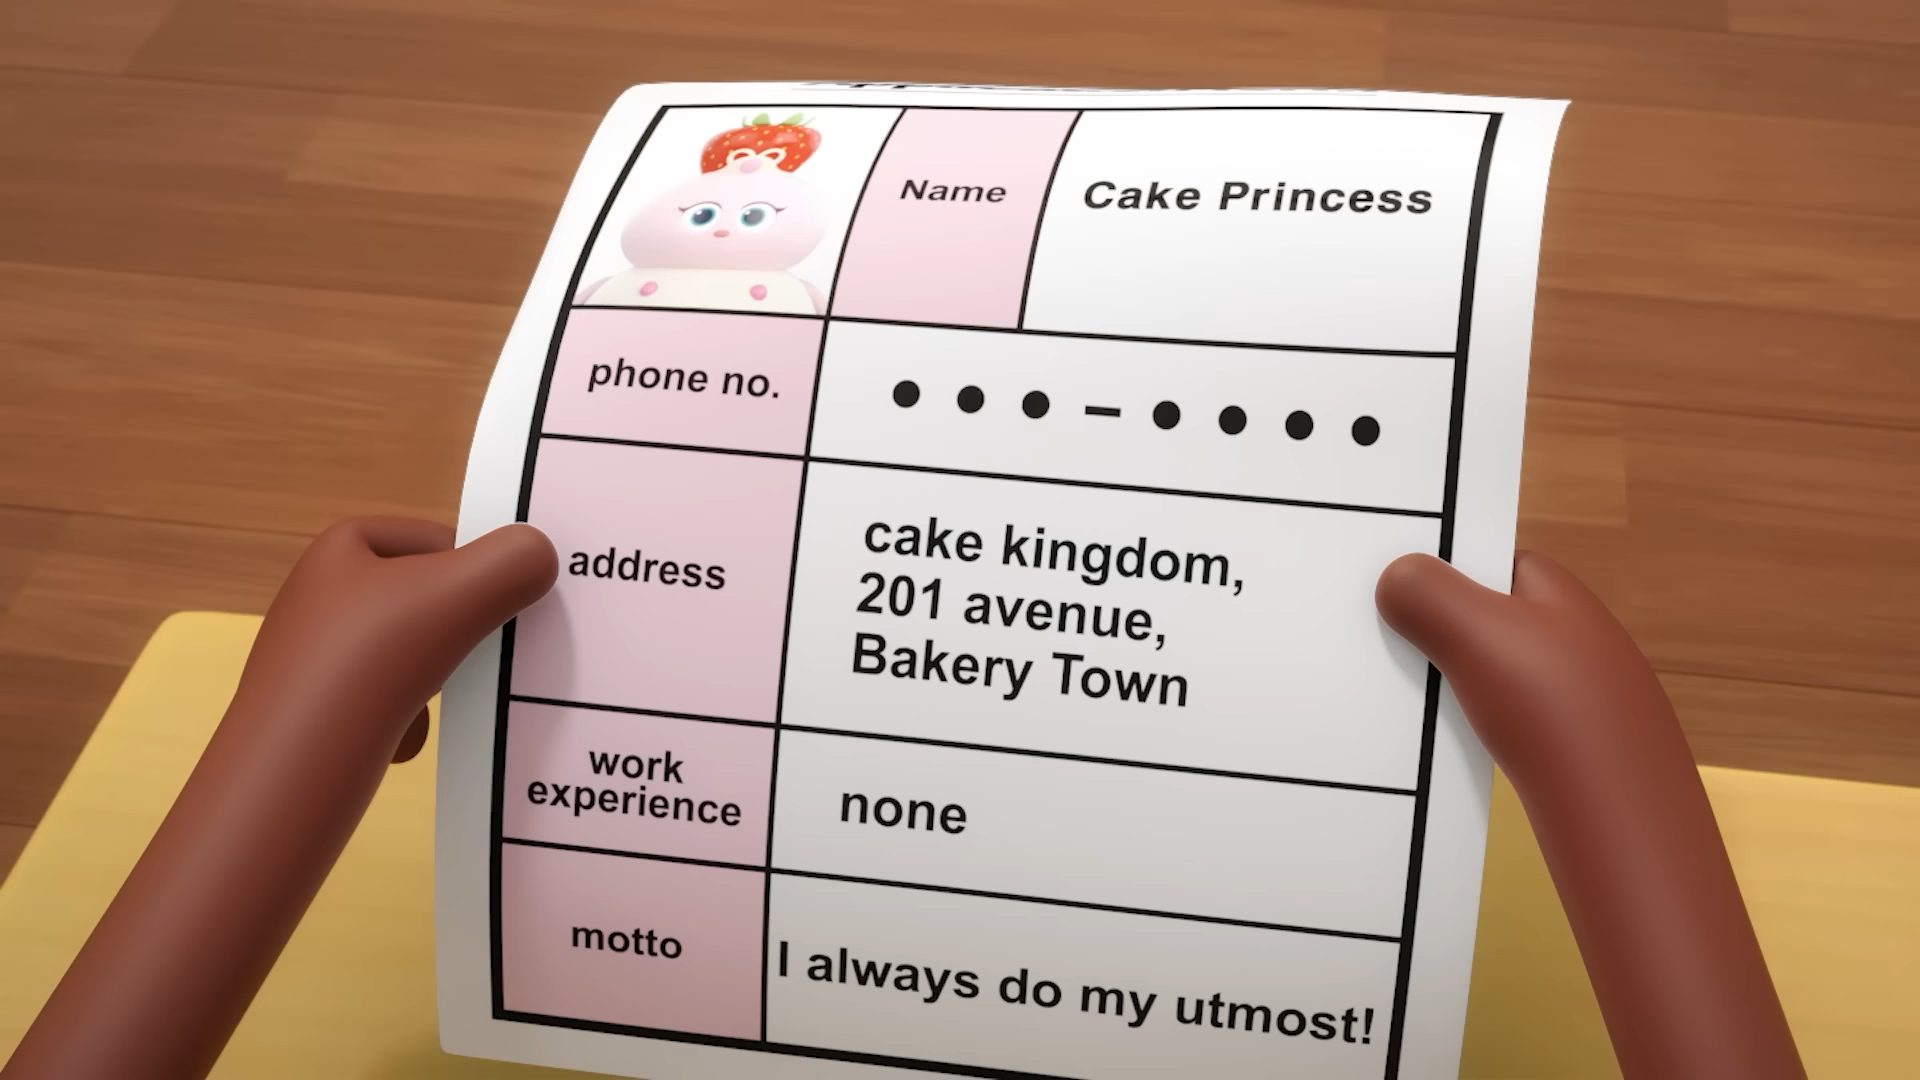 Name
Cake Princess
phone no.
● ● ● – ● ● ● ●
address
cake kingdom,
201 avenue,
Bakery Town
work
experience
none
motto
I always do my utmost!